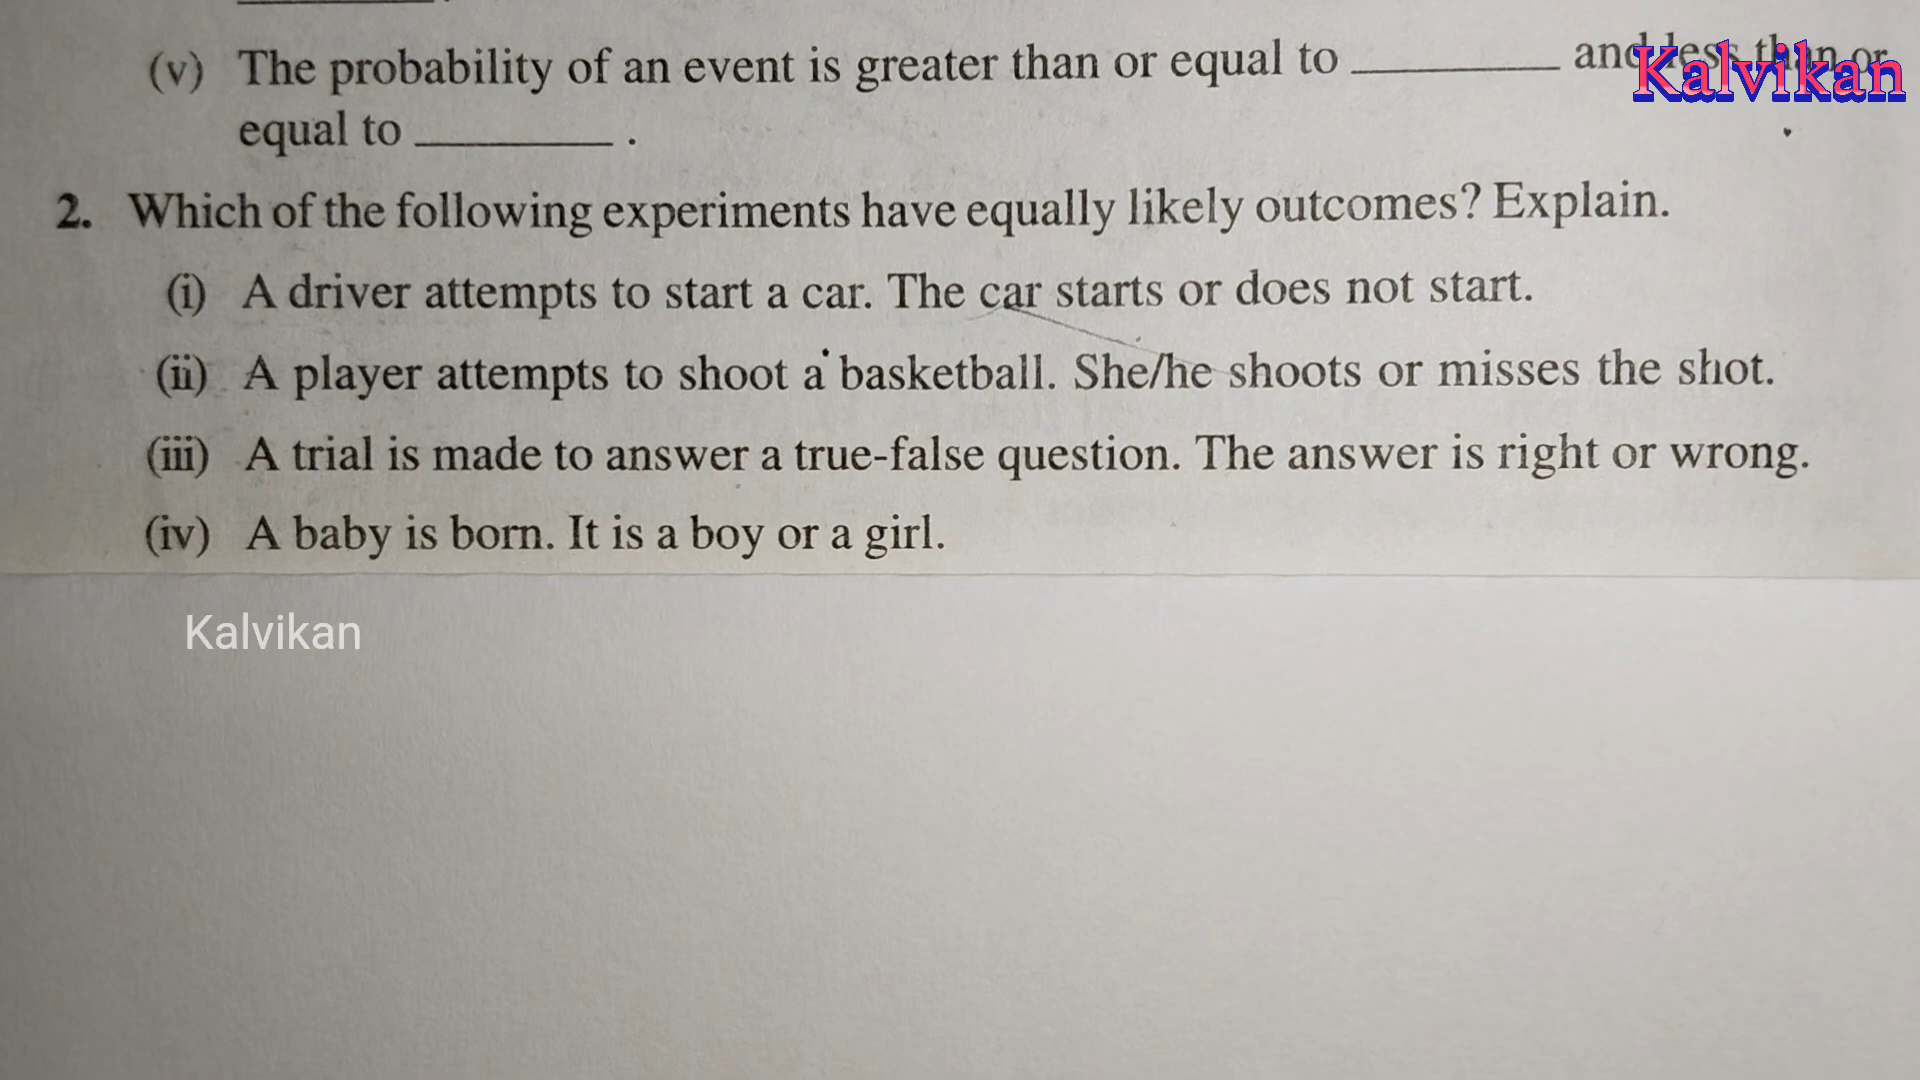 (v) The probability of an event is greater than or equal to ________ and less than or
Kalvikan
equal to ________ .
2. Which of the following experiments have equally likely outcomes? Explain.
(i) A driver attempts to start a car. The car starts or does not start.
(ii) A player attempts to shoot a basketball. She/he shoots or misses the shot.
(iii) A trial is made to answer a true-false question. The answer is right or wrong.
(iv) A baby is born. It is a boy or a girl.
Kalvikan